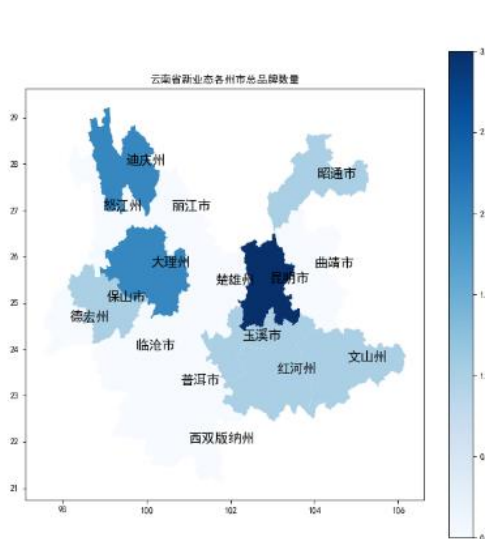 云南省新业态各州市总品牌数量
29
28
27
26
25
24
23
22
21
98
100
102
104
106
迪庆州
昭通市
怒江州
丽江市
大理州
曲靖市
楚雄州
昆明市
保山市
德宏州
玉溪市
临沧市
文山州
红河州
普洱市
西双版纳州